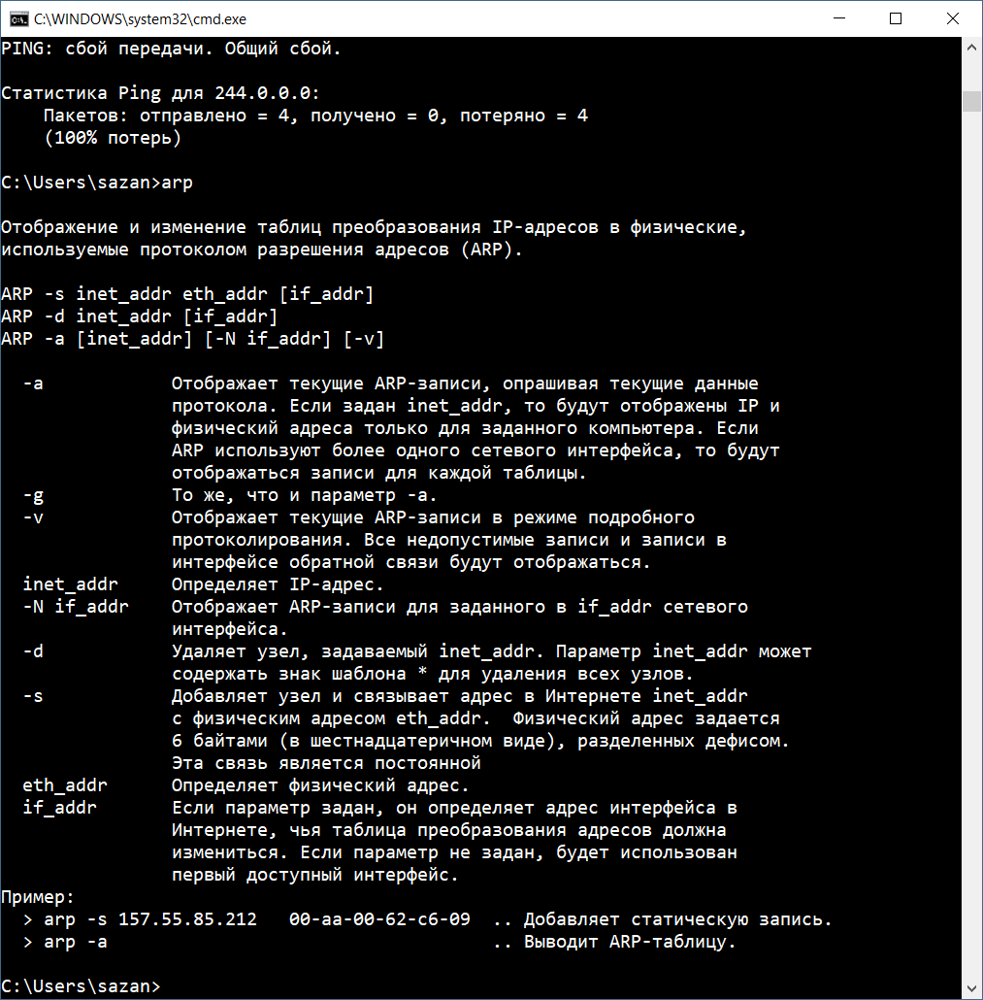 C:\WINDOWS\system32\cmd.exe
PING: сбой передачи. Общий сбой.
Статистика Ping для 244.0.0.0:
    Пакетов: отправлено = 4, получено = 0, потеряно = 4
    (100% потерь)
C:\Users\sazan>arp
Отображение и изменение таблиц преобразования IP-адресов в физические,
используемые протоколом разрешения адресов (ARP).
ARP -s inet_addr eth_addr [if_addr]
ARP -d inet_addr [if_addr]
ARP -a [inet_addr] [-N if_addr] [-v]
  -a            Отображает текущие ARP-записи, опрашивая текущие данные
                протокола. Если задан inet_addr, то будут отображены IP и
                физический адреса только для заданного компьютера. Если
                ARP используют более одного сетевого интерфейса, то будут
                отображаться записи для каждой таблицы.
  -g            То же, что и параметр -a.
  -v            Отображает текущие ARP-записи в режиме подробного
                протоколирования. Все недопустимые записи и записи в
                интерфейсе обратной связи будут отображаться.
  inet_addr     Определяет IP-адрес.
  -N if_addr    Отображает ARP-записи для заданного в if_addr сетевого
                интерфейса.
  -d            Удаляет узел, задаваемый inet_addr. Параметр inet_addr может
                содержать знак шаблона * для удаления всех узлов.
  -s            Добавляет узел и связывает адрес в Интернете inet_addr
                с физическим адресом eth_addr.  Физический адрес задается
                6 байтами (в шестнадцатеричном виде), разделенных дефисом.
                Эта связь является постоянной
  eth_addr      Определяет физический адрес.
  if_addr       Если параметр задан, он определяет адрес интерфейса в
                Интернете, чья таблица преобразования адресов должна
                измениться. Если параметр не задан, будет использован
                первый доступный интерфейс.
Пример:
  > arp -s 157.55.85.212   00-aa-00-62-c6-09  .. Добавляет статическую запись.
  > arp -a                                    .. Выводит ARP-таблицу.
C:\Users\sazan>